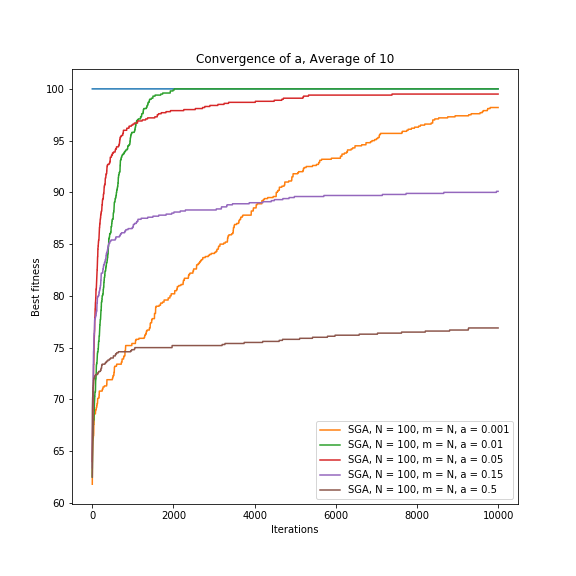 Convergence of a, Average of 10
Best fitness
100
95
90
85
80
75
70
65
60
0 2000 4000 6000 8000 10000
Iterations
SGA, N = 100, m = N, a = 0.001
SGA, N = 100, m = N, a = 0.01
SGA, N = 100, m = N, a = 0.05
SGA, N = 100, m = N, a = 0.15
SGA, N = 100, m = N, a = 0.5